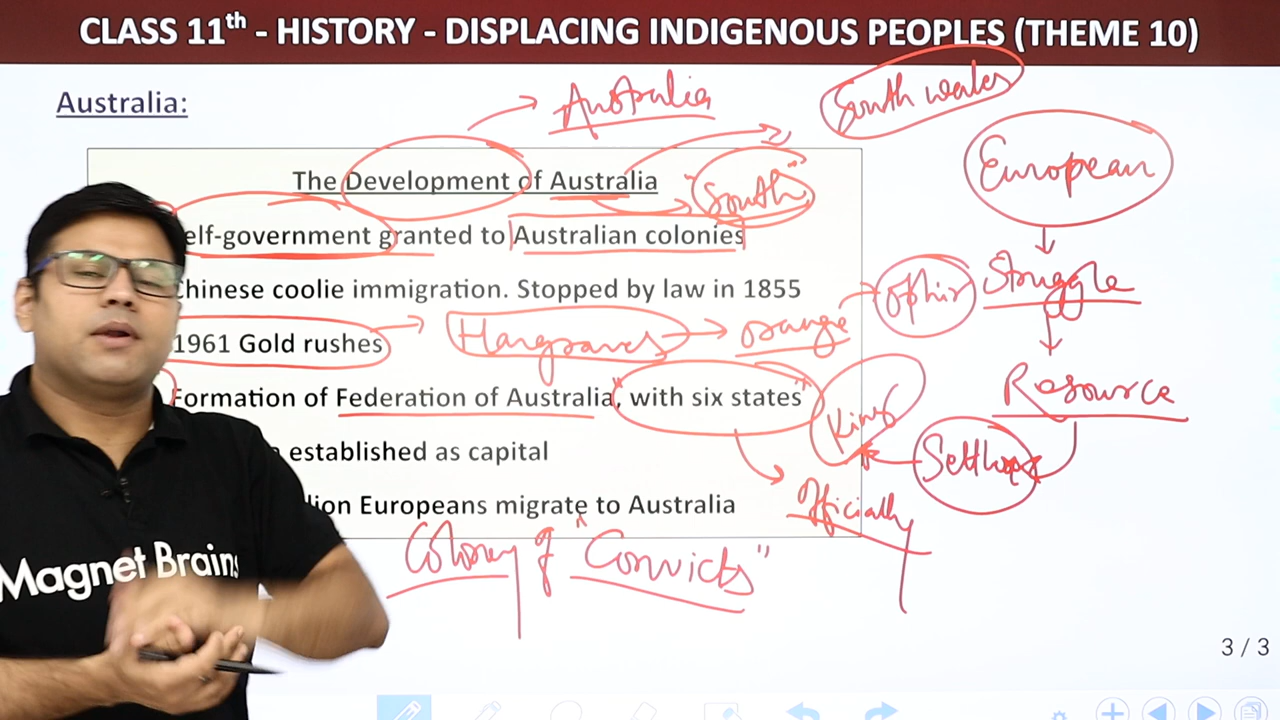 CLASS 11th - HISTORY - DISPLACING INDIGENOUS PEOPLES (THEME 10)
Australia:
Australia
South wales
European
The Development of Australia
"South"
elf-government granted to Australian colonies
Chinese coolie immigration. Stopped by law in 1855
Ophir
Struggle
1961 Gold rushes
Hargraves
orange
Resource
Formation of Federation of Australia, "with six states"
King
established as capital
lion Europeans migrate to Australia
Officially
Colony of "Convicts"
Magnet Brains
3 / 3